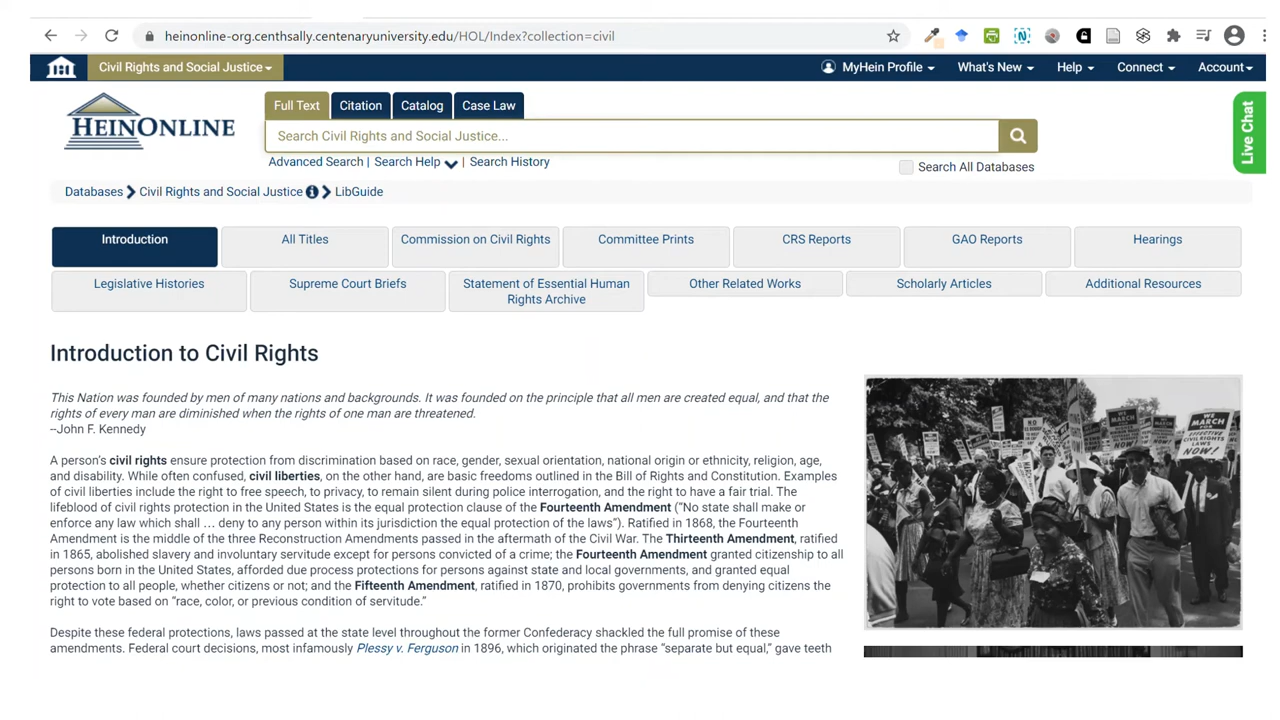 heinonline-org.centhsally.centenaryuniversity.edu/HOL/Index?collection=civil
Civil Rights and Social Justice
MyHein Profile
What's New
Help
Connect
Account
HEINONLINE
Full Text
Citation
Catalog
Case Law
Search Civil Rights and Social Justice...
Live Chat
Advanced Search | Search Help | Search History
Search All Databases
Databases Civil Rights and Social Justice LibGuide
Introduction
All Titles
Commission on Civil Rights
Committee Prints
CRS Reports
GAO Reports
Hearings
Legislative Histories
Supreme Court Briefs
Statement of Essential Human
Rights Archive
Other Related Works
Scholarly Articles
Additional Resources
Introduction to Civil Rights
This Nation was founded by men of many nations and backgrounds. It was founded on the principle that all men are created equal, and that the
rights of every man are diminished when the rights of one man are threatened.
--John F. Kennedy
A person's civil rights ensure protection from discrimination based on race, gender, sexual orientation, national origin or ethnicity, religion, age,
and disability. While often confused, civil liberties, on the other hand, are basic freedoms outlined in the Bill of Rights and Constitution. Examples
of civil liberties include the right to free speech, to privacy, to remain silent during police interrogation, and the right to have a fair trial. The
lifeblood of civil rights protection in the United States is the equal protection clause of the Fourteenth Amendment (“No state shall make or
enforce any law which shall … deny to any person within its jurisdiction the equal protection of the laws”). Ratified in 1868, the Fourteenth
Amendment is the middle of the three Reconstruction Amendments passed in the aftermath of the Civil War. The Thirteenth Amendment, ratified
in 1865, abolished slavery and involuntary servitude except for persons convicted of a crime; the Fourteenth Amendment granted citizenship to all
persons born in the United States, afforded due process protections for persons against state and local governments, and granted equal
protection to all people, whether citizens or not; and the Fifteenth Amendment, ratified in 1870, prohibits governments from denying citizens the
right to vote based on “race, color, or previous condition of servitude.”
Despite these federal protections, laws passed at the state level throughout the former Confederacy shackled the full promise of these
amendments. Federal court decisions, most infamously Plessy v. Ferguson in 1896, which originated the phrase “separate but equal,” gave teeth
WE
MARCH
FOR
EFFECTIVE
CIVIL RIGHTS
LAWS
NOW!